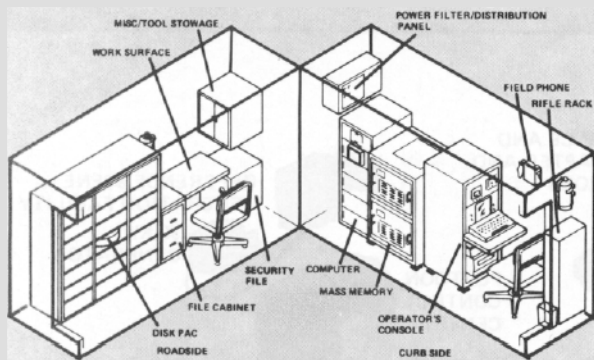 MISC/TOOL STOWAGE
WORK SURFACE
POWER FILTER/DISTRIBUTION
PANEL
FIELD PHONE
RIFLE RACK
SECURITY
FILE
FILE CABINET
DISK PAC
ROADSIDE
COMPUTER
MASS MEMORY
OPERATOR'S
CONSOLE
CURB SIDE